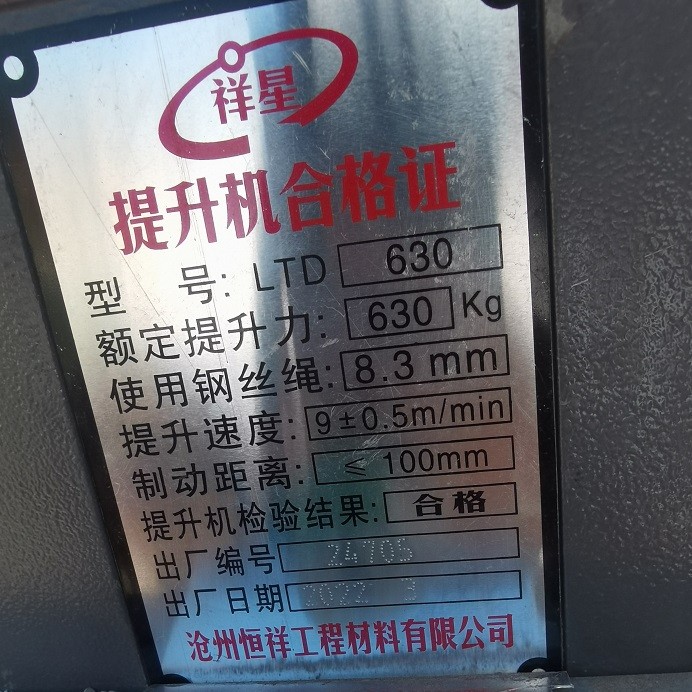 祥星
提升机合格证
型 号: LTD 630
额定提升力: 630 Kg
使用钢丝绳: 8.3 mm
提升速度: 9±0.5m/min
制动距离: ≤100mm
提升机检验结果: 合格
出厂编号 24705
出厂日期 2022 3
沧州恒祥工程材料有限公司